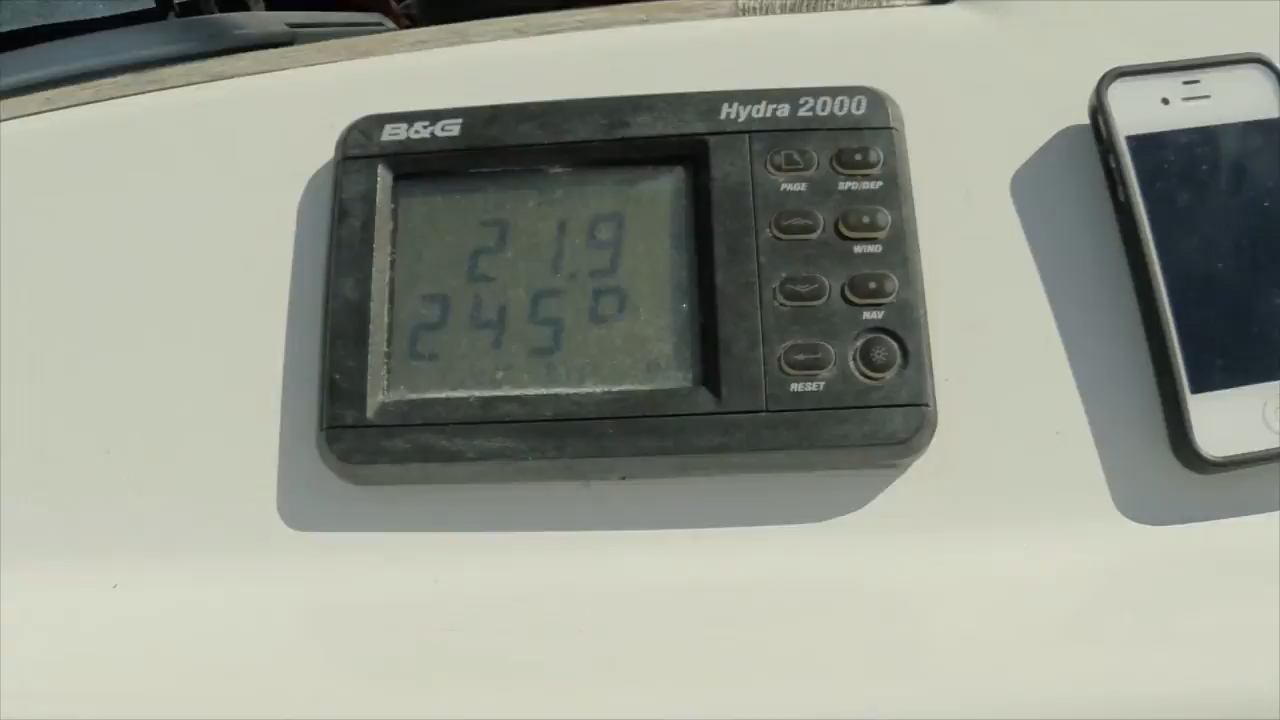 B&G
Hydra 2000
21.9
245°
PAGE
SPD/DEP
WIND
NAV
RESET